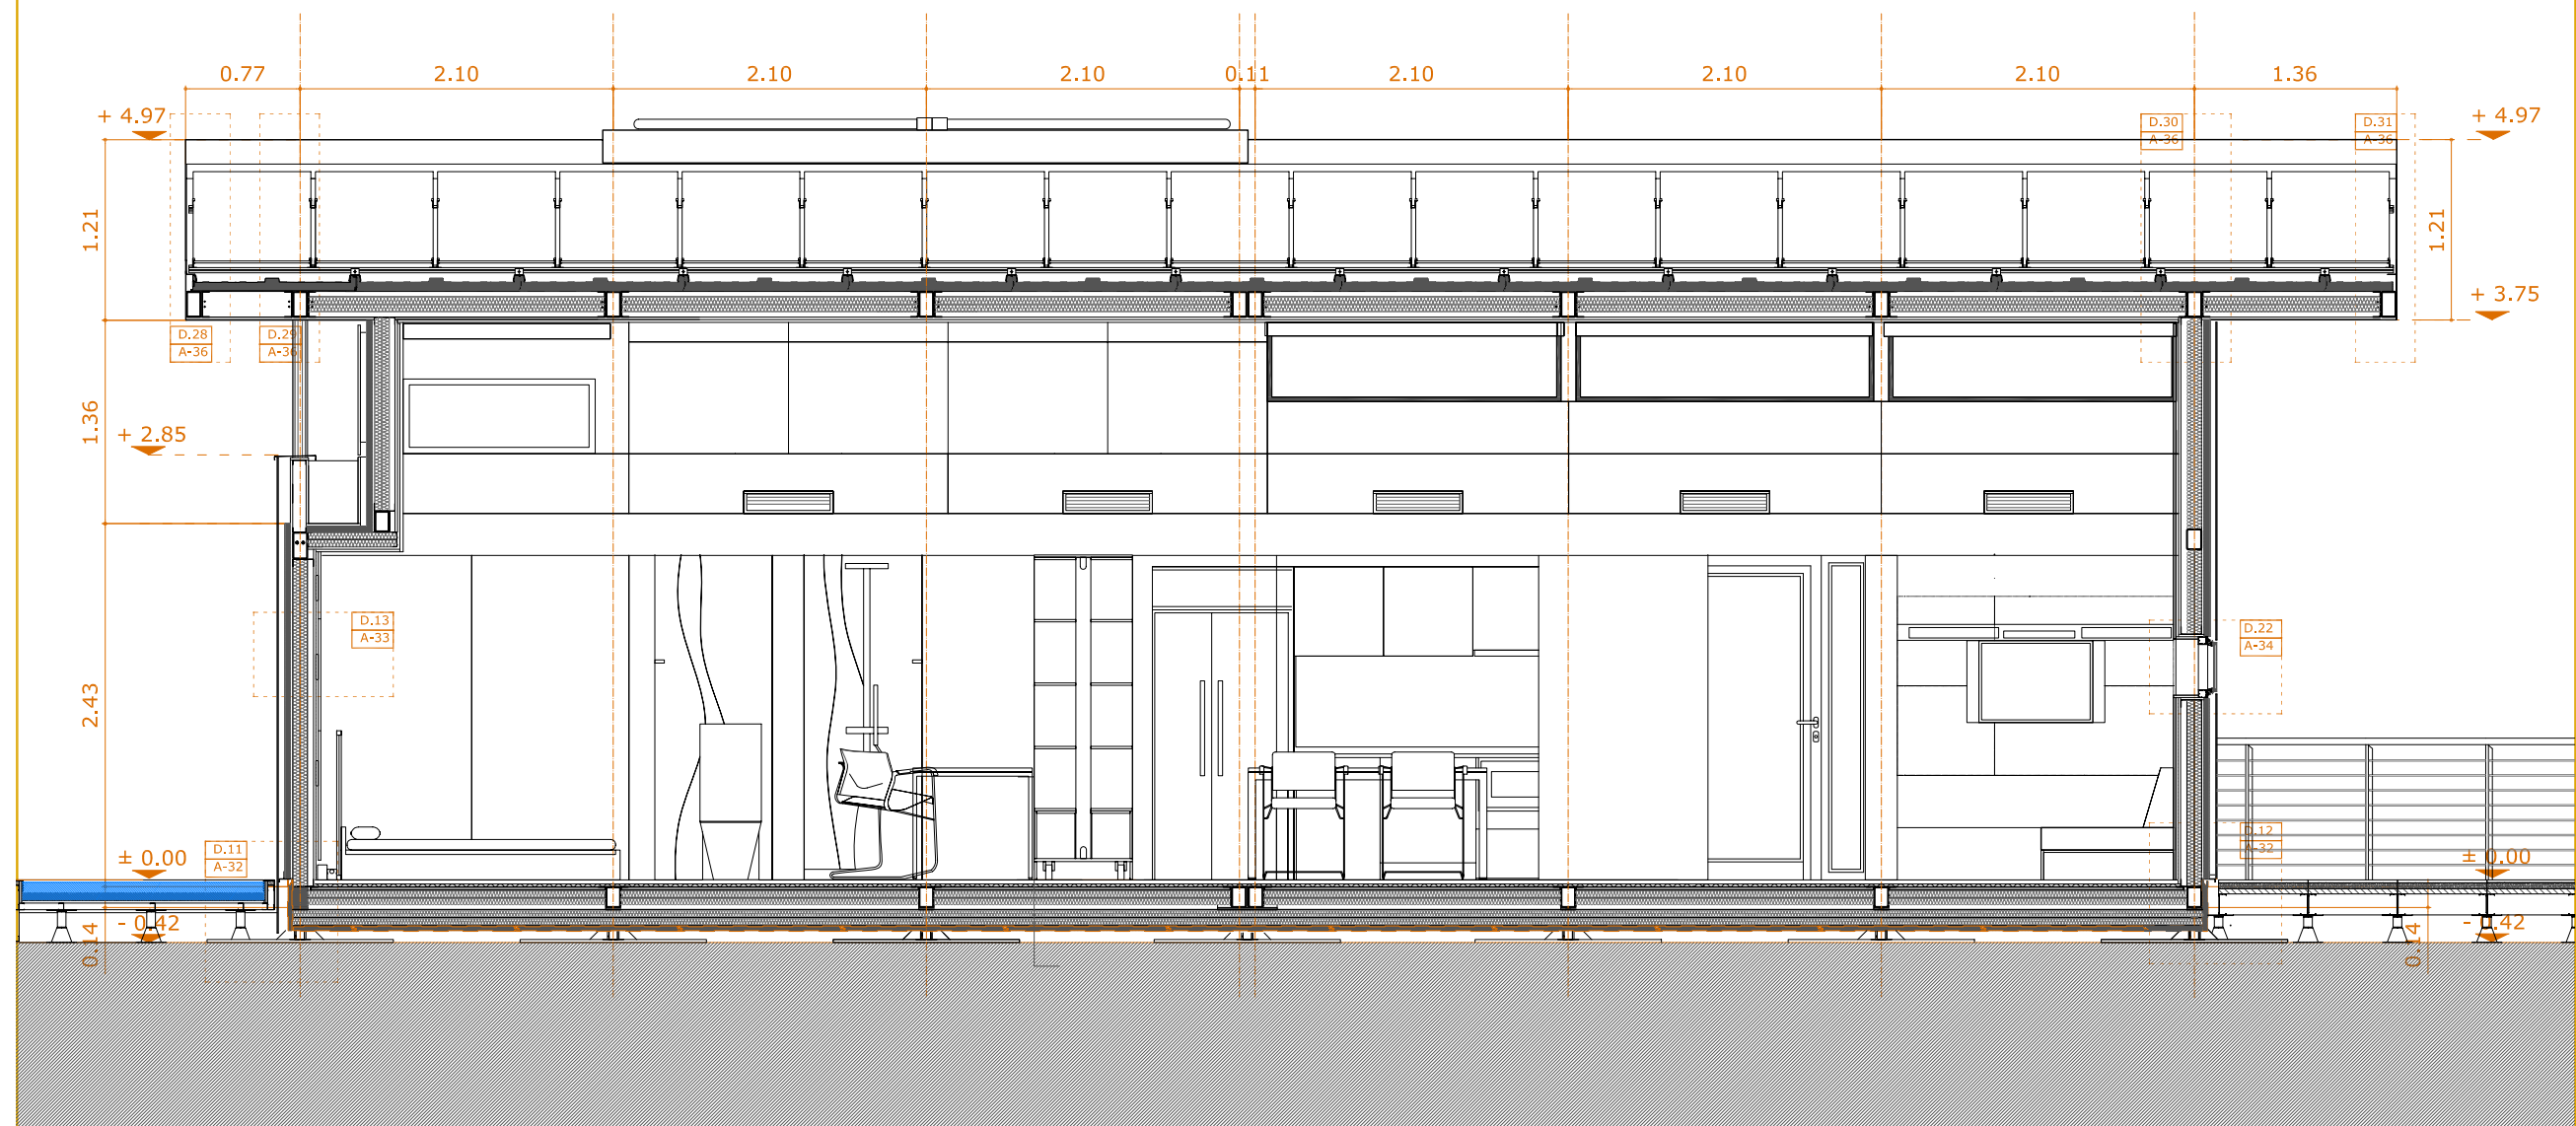 0.77 2.10 2.10 2.10 0.11 2.10 2.10 2.10 1.36
+ 4.97
+ 4.97
D.30
A-36
D.31
A-36
1.21
1.21
+ 3.75
D.28
A-36
D.29
A-36
1.36
+ 2.85
D.13
A-33
D.22
A-34
2.43
D.11
A-32
D.12
A-32
± 0.00
± 0.00
- 0.42
- 0.42
0.14
0.14